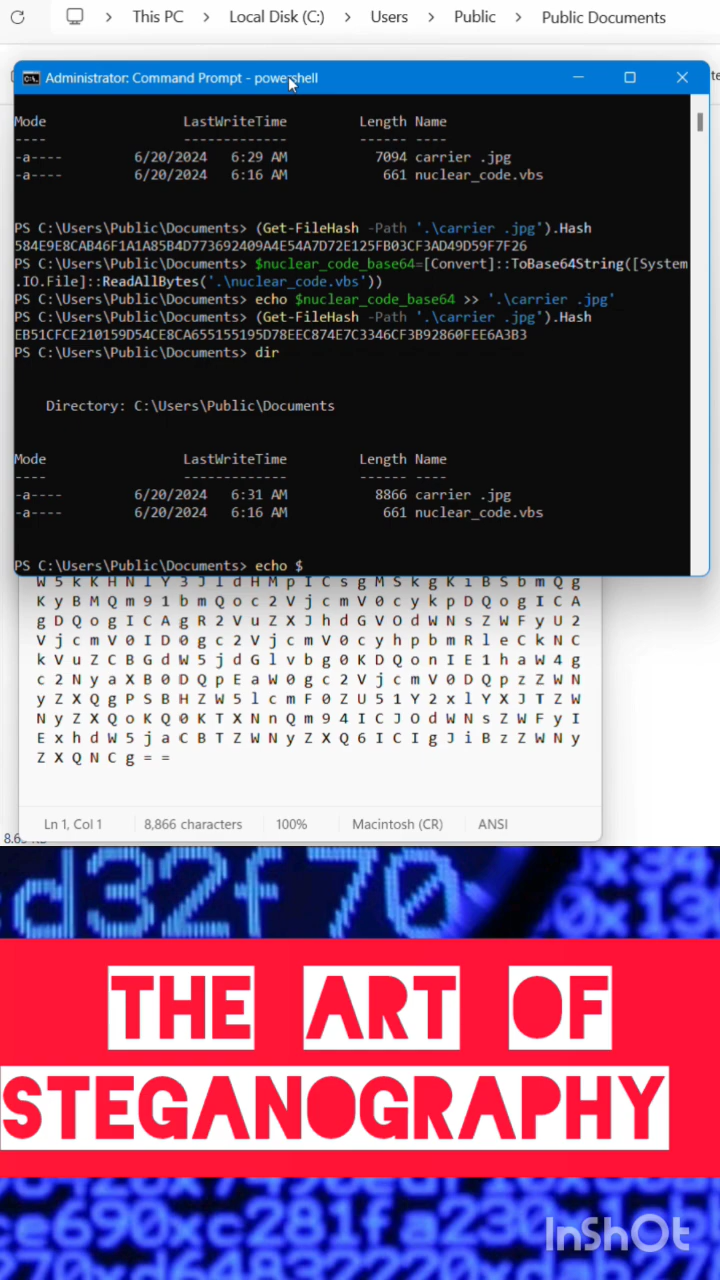 This PC > Local Disk (C:) > Users > Public > Public Documents
Administrator: Command Prompt - powershell
Mode LastWriteTime Length Name
---- ------------- ------ ----
-a---- 6/20/2024 6:29 AM 7094 carrier .jpg
-a---- 6/20/2024 6:16 AM 661 nuclear_code.vbs
PS C:\Users\Public\Documents> (Get-FileHash -Path '.\carrier .jpg').Hash
584E9E8CAB46F1A1A85B4D773692409A4E54A7D72E125FB03CF3AD49D59F7F26
PS C:\Users\Public\Documents> $nuclear_code_base64=[Convert]::ToBase64String([System
.IO.File]::ReadAllBytes('.\nuclear_code.vbs'))
PS C:\Users\Public\Documents> echo $nuclear_code_base64 >> '.\carrier .jpg'
PS C:\Users\Public\Documents> (Get-FileHash -Path '.\carrier .jpg').Hash
EB51CFCE210159D54CE8CA655155195D78EEC874E7C3346CF3B92860FEE6A3B3
PS C:\Users\Public\Documents> dir
Directory: C:\Users\Public\Documents
Mode LastWriteTime Length Name
---- ------------- ------ ----
-a---- 6/20/2024 6:31 AM 8866 carrier .jpg
-a---- 6/20/2024 6:16 AM 661 nuclear_code.vbs
PS C:\Users\Public\Documents> echo $
W 5 k K H N l Y 3 J l d H M p I C s g M S k g K i B S b m Q g
K y B M Q m 9 1 b m Q o c 2 V j c m V 0 c y k p D Q o g I C A
g D Q o g I C A g R 2 V u Z X J h d G V O d W N s Z W F y U 2
V j c m V 0 I D 0 g c 2 V j c m V 0 c y h p b m R l e C k N C
k V u Z C B G d W 5 j d G l v b g 0 K D Q o n I E 1 h a W 4 g
c 2 N y a X B 0 D Q p E a W 0 g c 2 V j c m V 0 D Q p z Z W N
y Z X Q g P S B H Z W 5 l c m F 0 Z U 5 1 Y 2 x l Y X J T Z W
N y Z X Q o K Q 0 K T X N n Q m 9 4 I C J O d W N s Z W F y I
E x h d W 5 j a C B T Z W N y Z X Q 6 I C I g J i B z Z W N y
Z X Q N C g = =
Ln 1, Col 1 8,866 characters 100% Macintosh (CR) ANSI
d32f70
THE ART OF
STEGANOGRAPHY
ce690xc281fa230
InShOt